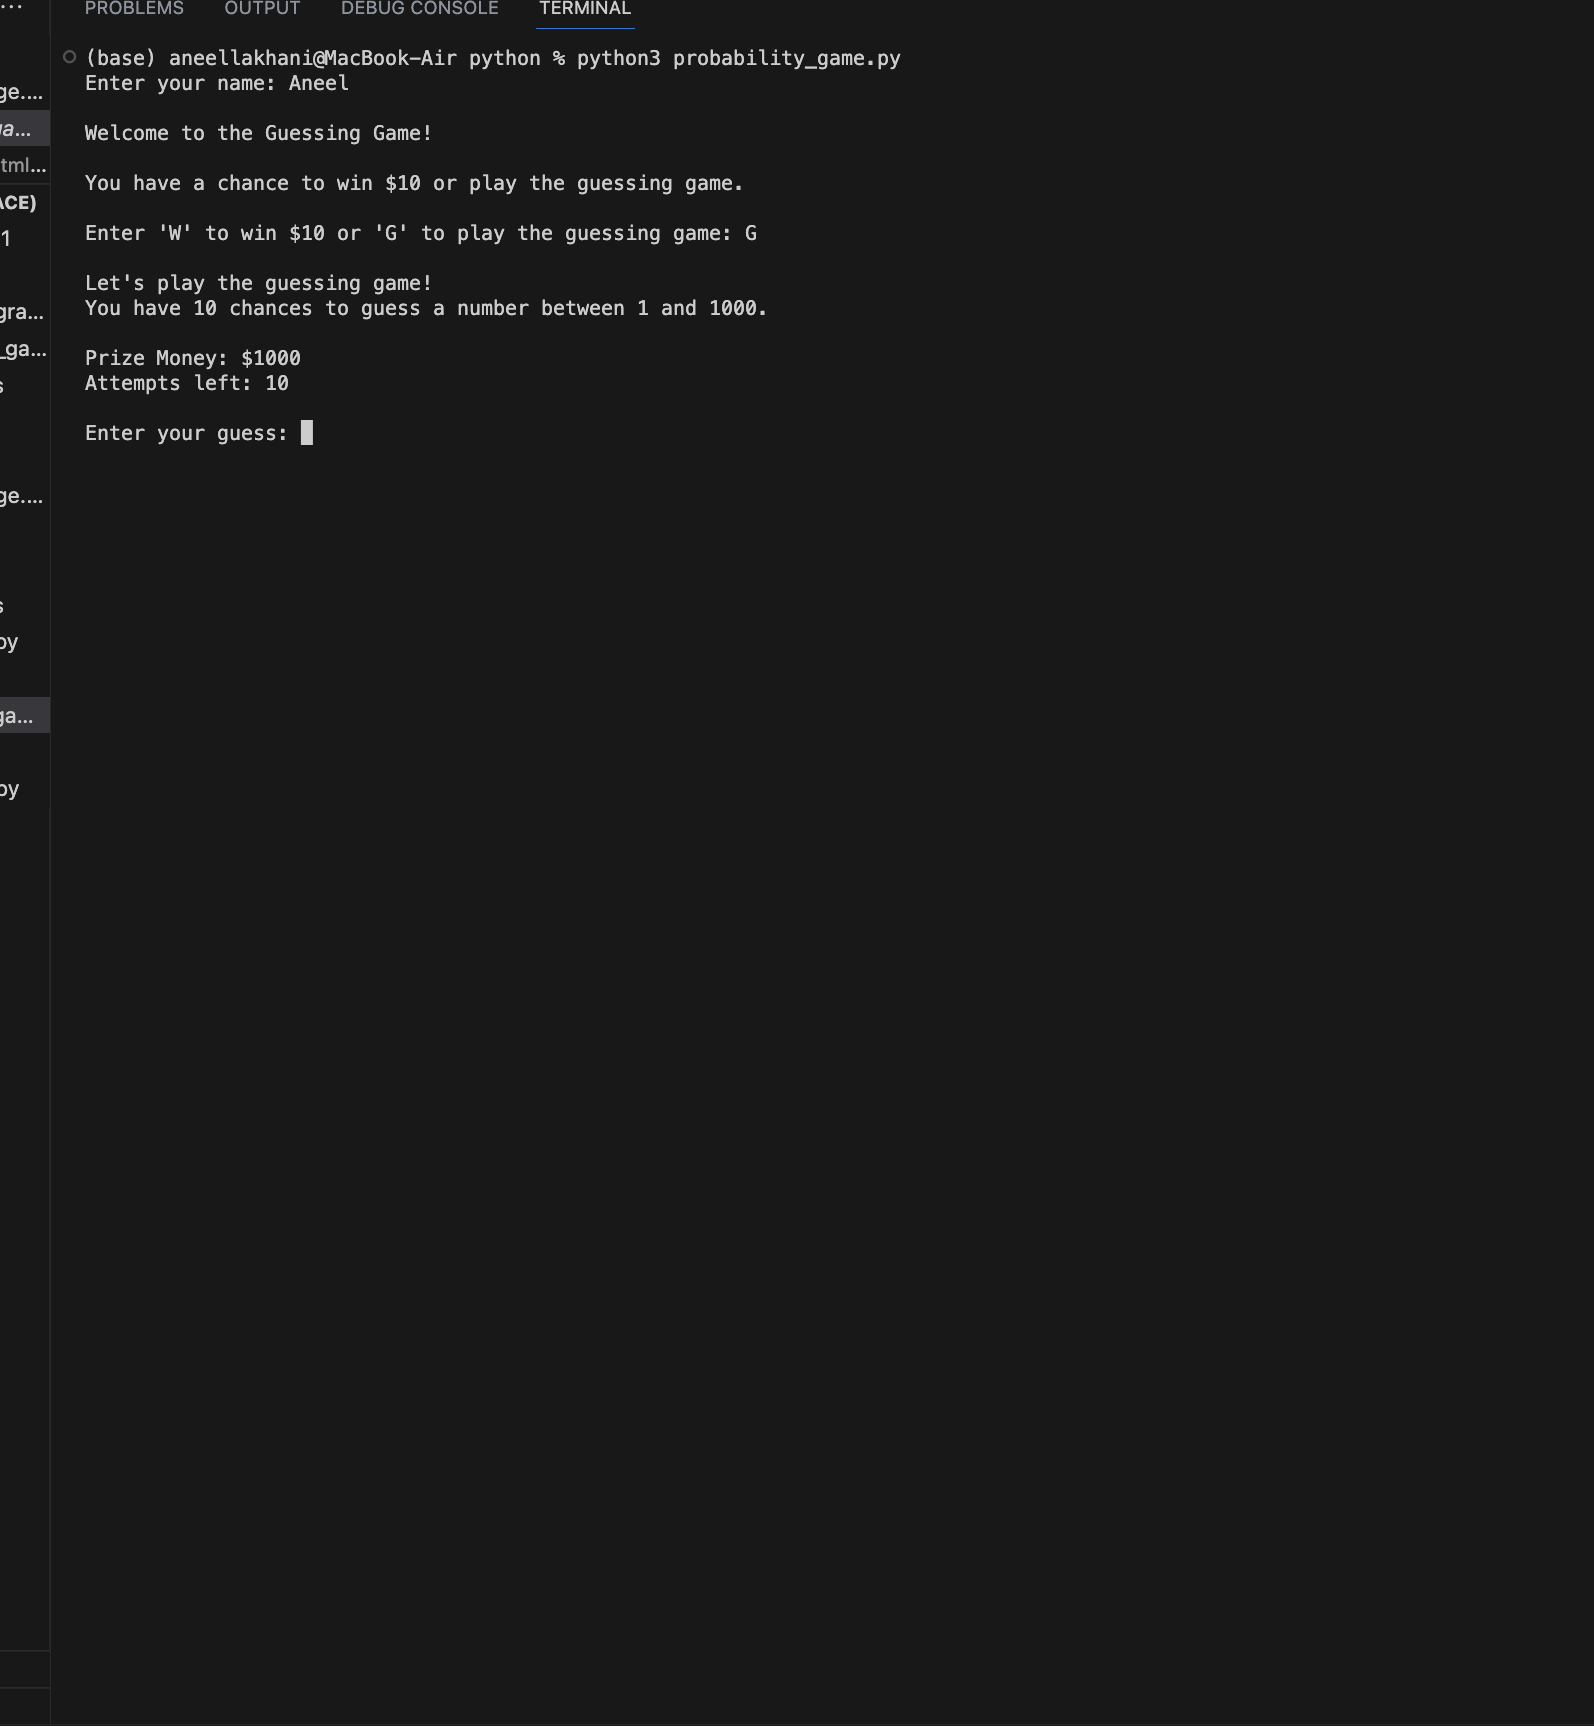 PROBLEMS OUTPUT DEBUG CONSOLE TERMINAL
(base) aneellakhani@MacBook-Air python % python3 probability_game.py
Enter your name: Aneel
Welcome to the Guessing Game!
You have a chance to win $10 or play the guessing game.
Enter 'W' to win $10 or 'G' to play the guessing game: G
Let's play the guessing game!
You have 10 chances to guess a number between 1 and 1000.
Prize Money: $1000
Attempts left: 10
Enter your guess:
...
ge....
ga...
tml...
ACE)
1
gra...
_ga...
s
ge....
s
py
ga...
py